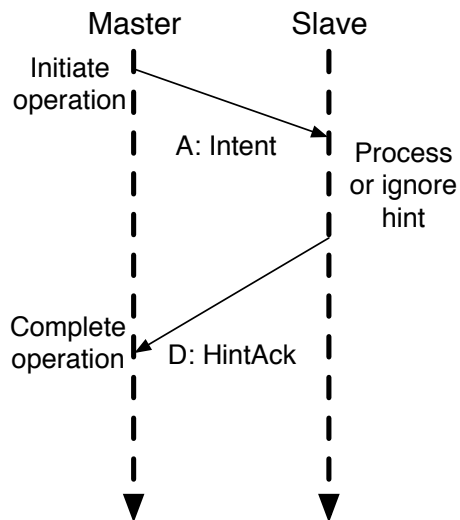 Master
Slave
Initiate
operation
A: Intent
Process
or ignore
hint
Complete
operation
D: HintAck